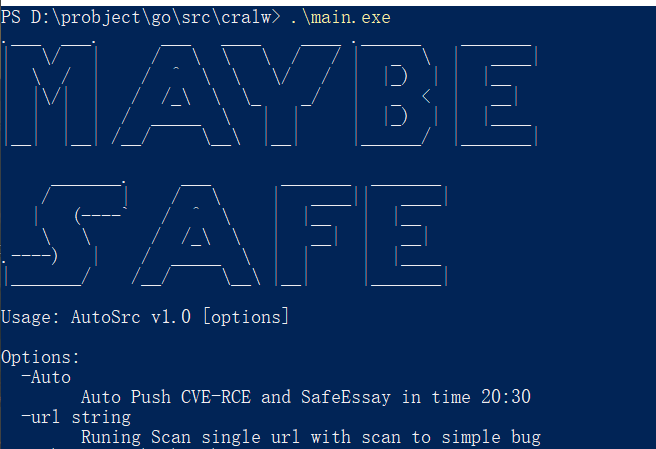 PS D:\probject\go\src\cralw> .\main.exe
MAYBE
SAFE
Usage: AutoSrc v1.0 [options]
Options:
-Auto
Auto Push CVE-RCE and SafeEssay in time 20:30
-url string
Runing Scan single url with scan to simple bug